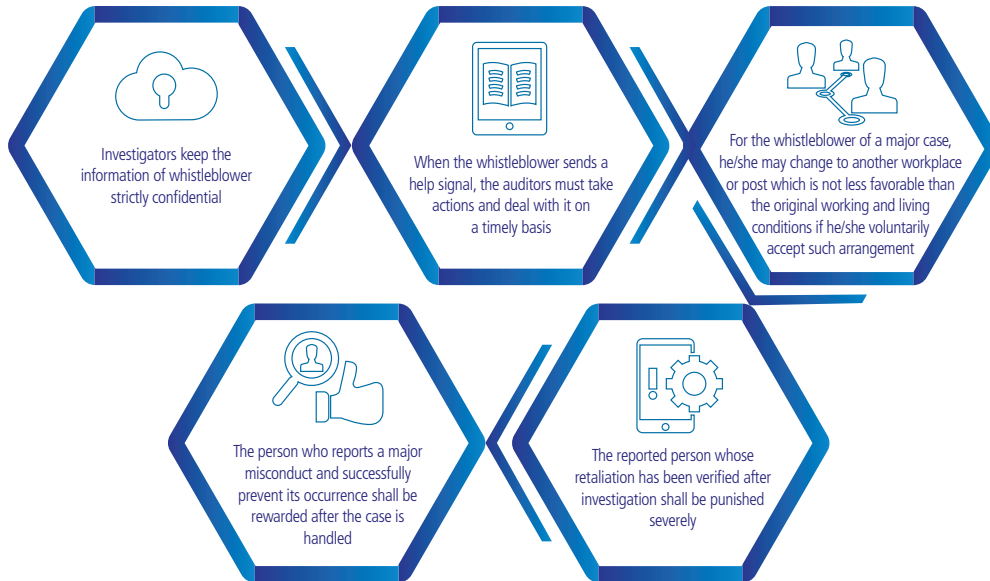 Investigators keep the
information of whistleblower
strictly confidential
When the whistleblower sends a
help signal, the auditors must take
actions and deal with it on
a timely basis
For the whistleblower of a major case,
he/she may change to another workplace
or post which is not less favorable than
the original working and living
conditions if he/she voluntarily
accept such arrangement
The reported person whose
retaliation has been verified after
investigation shall be punished
severely
The person who reports a major
misconduct and successfully
prevent its occurrence shall be
rewarded after the case is
handled